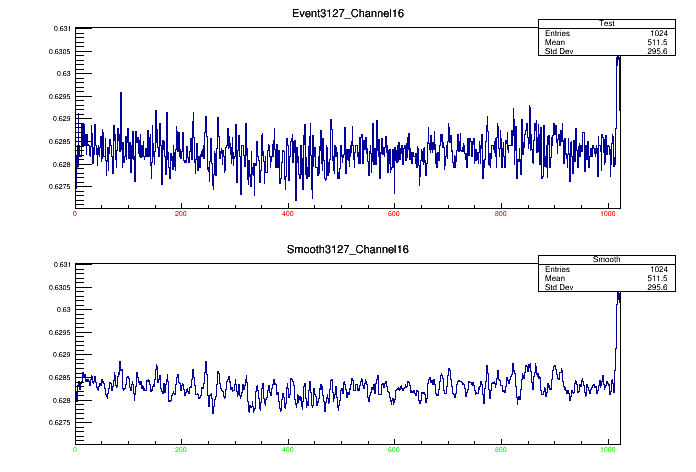 Event3127_Channel16
Test
Entries 1024
Mean 511.5
Std Dev 295.6
0.631
0.6305
0.63
0.6295
0.629
0.6285
0.628
0.6275
0 200 400 600 800 1000
Smooth3127_Channel16
Smooth
Entries 1024
Mean 511.5
Std Dev 295.6
0.631
0.6305
0.63
0.6295
0.629
0.6285
0.628
0.6275
0 200 400 600 800 1000